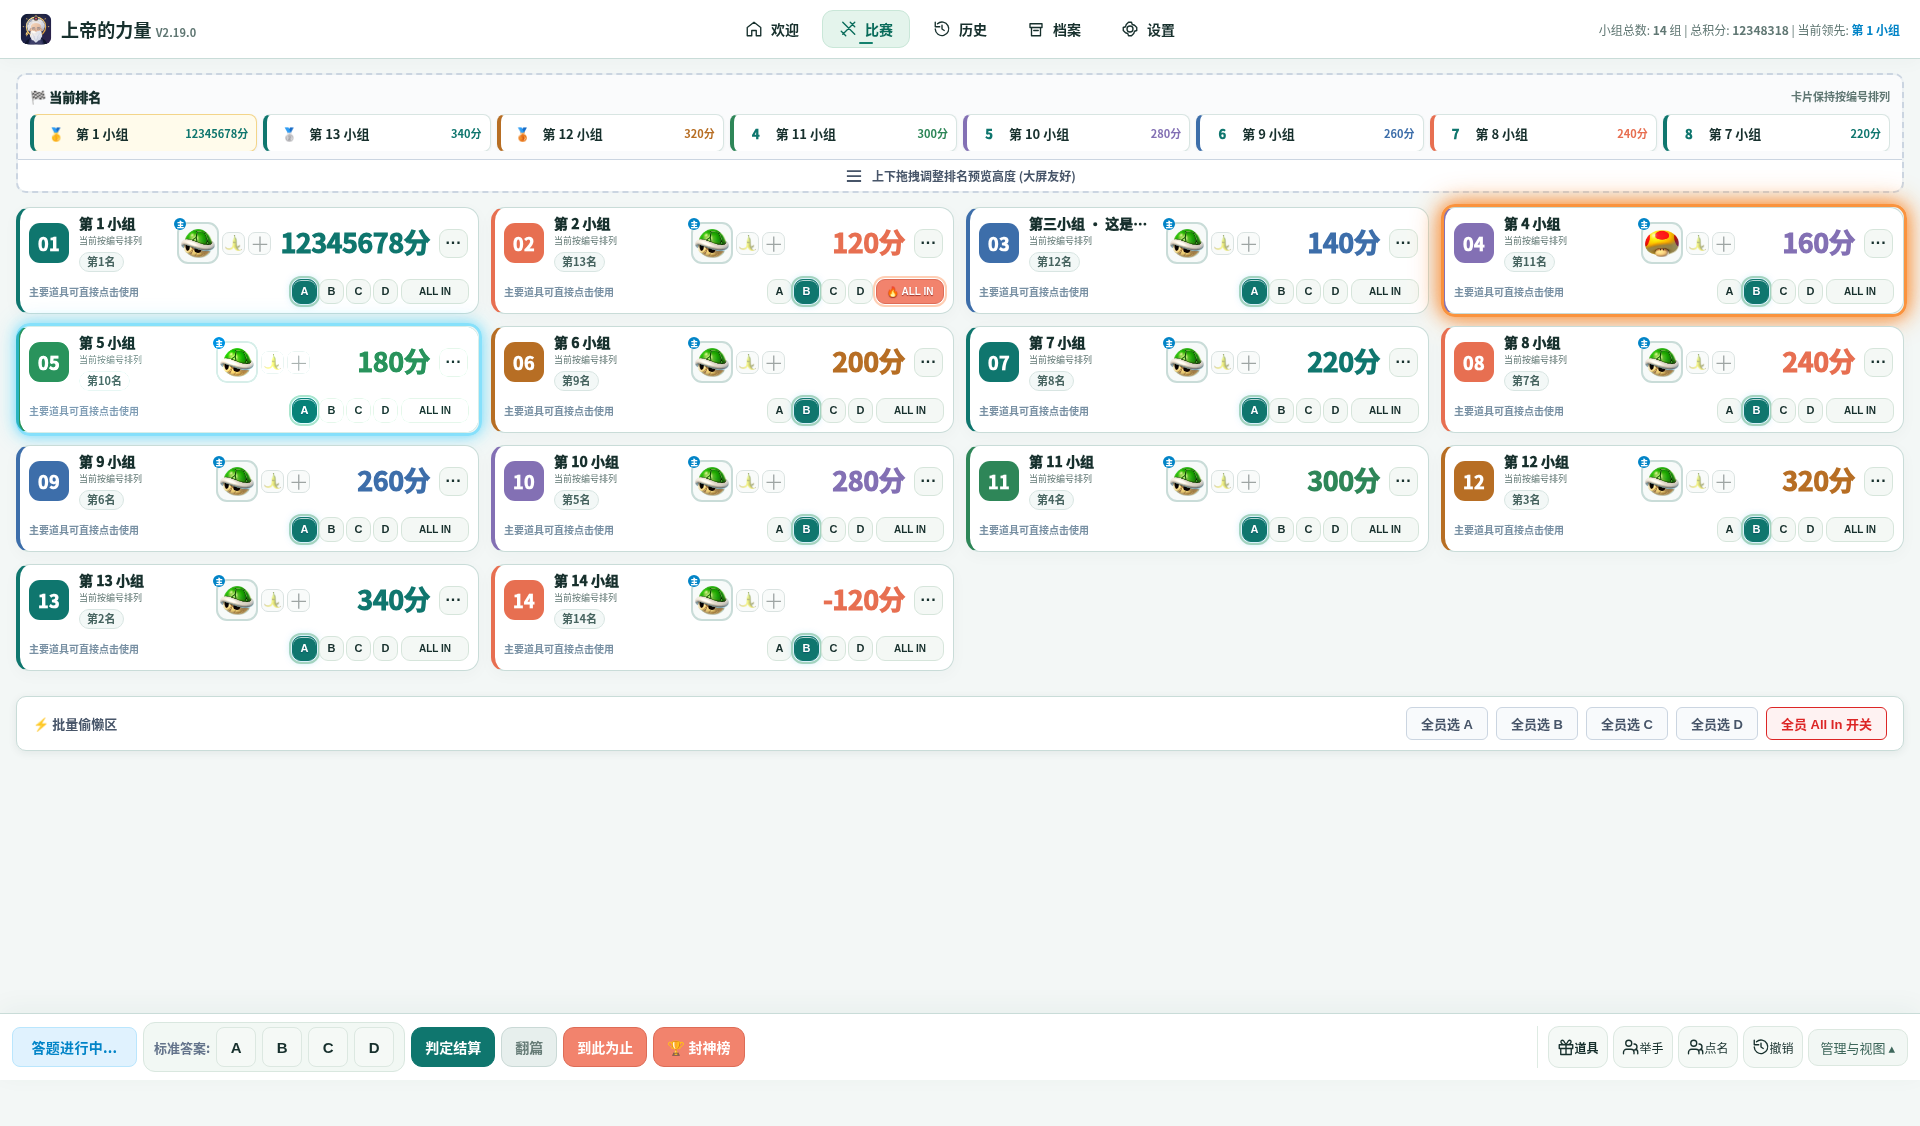 上帝的力量 V2.19.0
欢迎
比赛
历史
档案
设置
小组总数: 14 组 | 总积分: 12348318 | 当前领先: 第 1 小组
🏁 当前排名
卡片保持按编号排列
🥇 第 1 小组 12345678分
🥈 第 13 小组 340分
🥉 第 12 小组 320分
4 第 11 小组 300分
5 第 10 小组 280分
6 第 9 小组 260分
7 第 8 小组 240分
8 第 7 小组 220分
上下拖拽调整排名预览高度 (大屏友好)
01
第 1 小组
当前按编号排列
第1名
主
12345678分
···
主要道具可直接点击使用
A B C D ALL IN
02
第 2 小组
当前按编号排列
第13名
主
120分
···
主要道具可直接点击使用
A B C D 🔥 ALL IN
03
第三小组 · 这是···
当前按编号排列
第12名
主
140分
···
主要道具可直接点击使用
A B C D ALL IN
04
第 4 小组
当前按编号排列
第11名
主
160分
···
主要道具可直接点击使用
A B C D ALL IN
05
第 5 小组
当前按编号排列
第10名
主
180分
···
主要道具可直接点击使用
A B C D ALL IN
06
第 6 小组
当前按编号排列
第9名
主
200分
···
主要道具可直接点击使用
A B C D ALL IN
07
第 7 小组
当前按编号排列
第8名
主
220分
···
主要道具可直接点击使用
A B C D ALL IN
08
第 8 小组
当前按编号排列
第7名
主
240分
···
主要道具可直接点击使用
A B C D ALL IN
09
第 9 小组
当前按编号排列
第6名
主
260分
···
主要道具可直接点击使用
A B C D ALL IN
10
第 10 小组
当前按编号排列
第5名
主
280分
···
主要道具可直接点击使用
A B C D ALL IN
11
第 11 小组
当前按编号排列
第4名
主
300分
···
主要道具可直接点击使用
A B C D ALL IN
12
第 12 小组
当前按编号排列
第3名
主
320分
···
主要道具可直接点击使用
A B C D ALL IN
13
第 13 小组
当前按编号排列
第2名
主
340分
···
主要道具可直接点击使用
A B C D ALL IN
14
第 14 小组
当前按编号排列
第14名
主
-120分
···
主要道具可直接点击使用
A B C D ALL IN
⚡ 批量偷懒区
全员选 A
全员选 B
全员选 C
全员选 D
全员 All In 开关
答题进行中...
标准答案: A B C D
判定结算
翻篇
到此为止
🏆 封神榜
道具
举手
点名
撤销
管理与视图 ▴